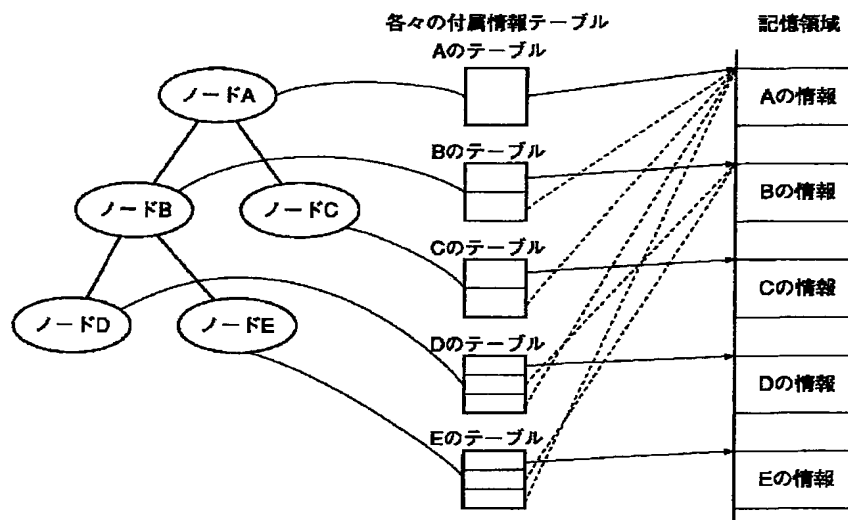 各々の付属情報テーブル
記憶領域
Aのテーブル
ノードA
Aの情報
Bのテーブル
ノードB
ノードC
Bの情報
Cのテーブル
Cの情報
ノードD
ノードE
Dのテーブル
Dの情報
Eのテーブル
Eの情報